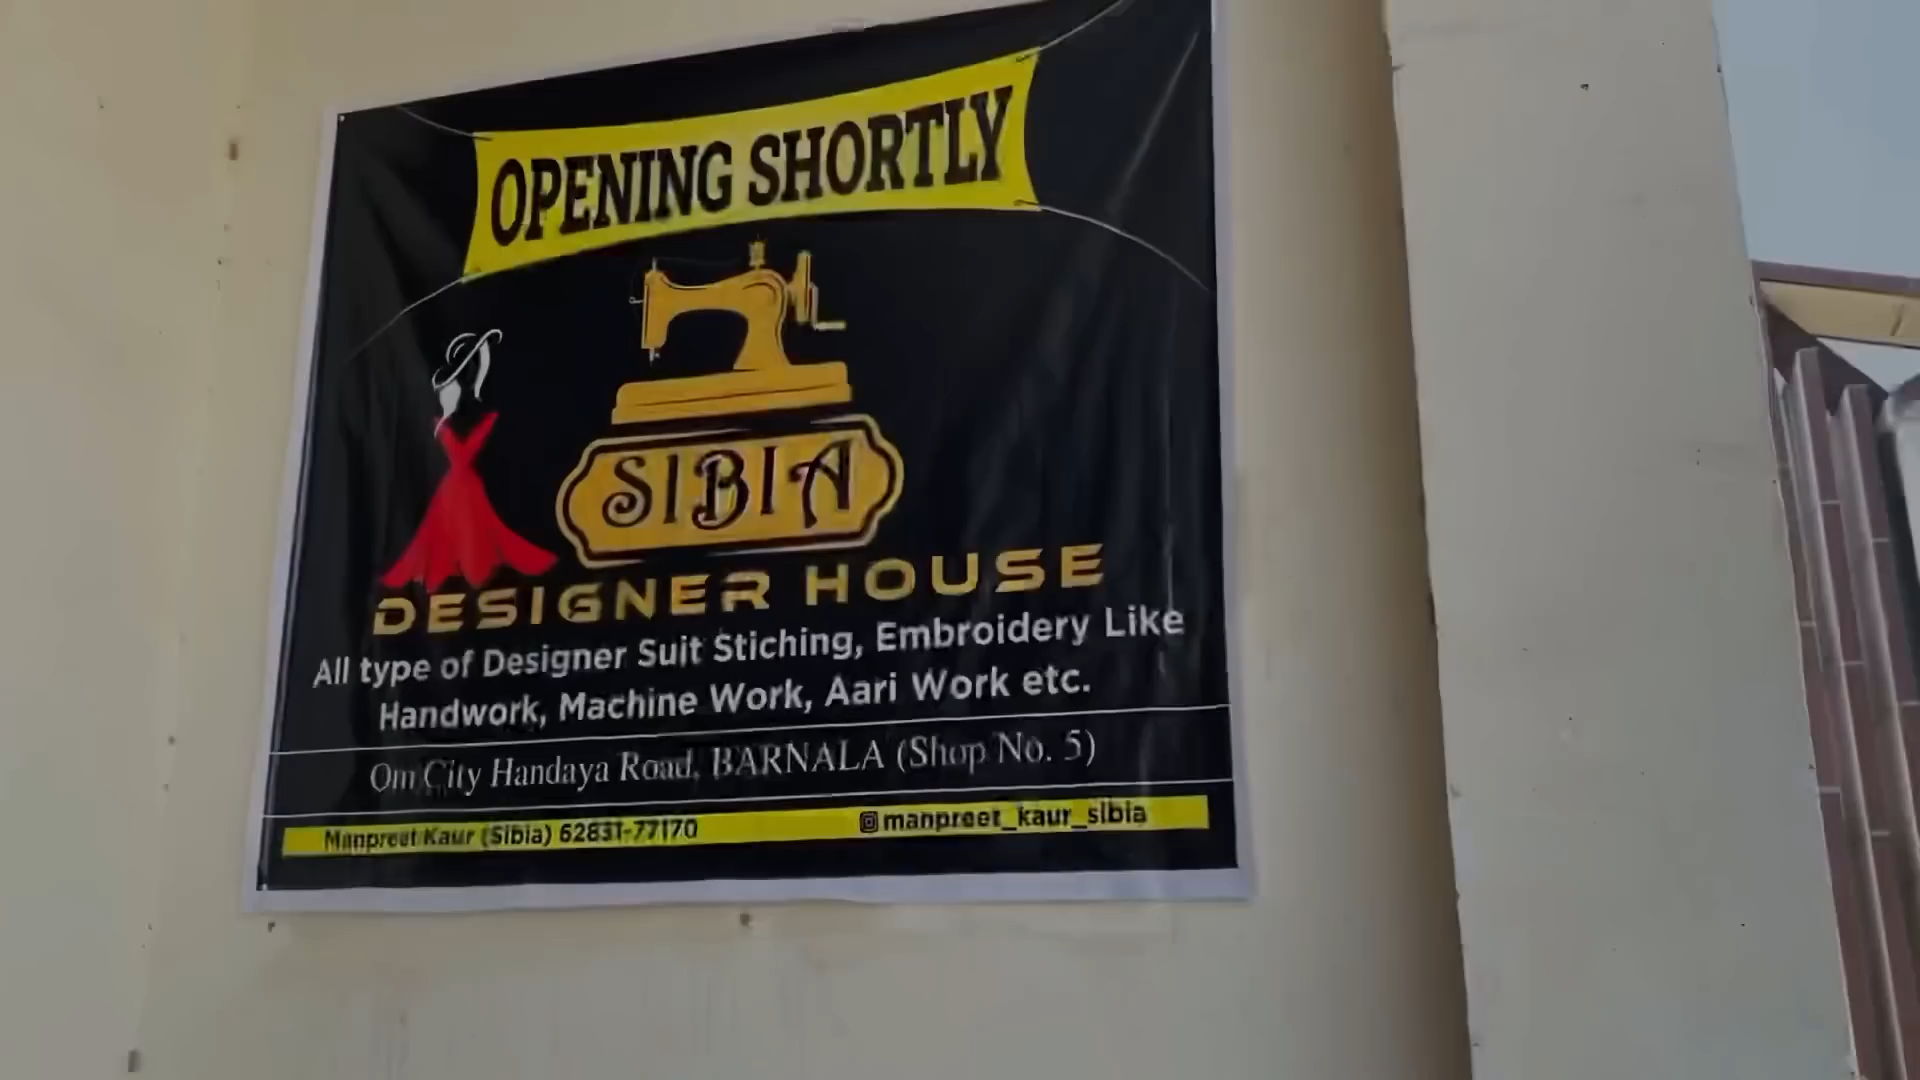 OPENING SHORTLY
SIBIA
DESIGNER HOUSE
All type of Designer Suit Stiching, Embroidery Like
Handwork, Machine Work, Aari Work etc.
Om City Handaya Road, BARNALA (Shop No. 5)
Manpreet Kaur (Sibia) 62831-77170
@manpreet_kaur_sibia